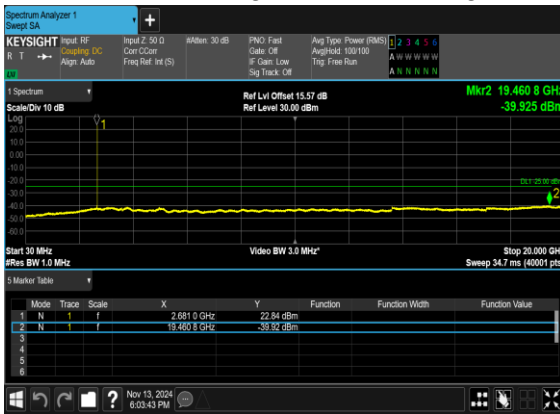 Spectrum Analyzer 1
Swept SA
KEYSIGHT Input: RF Input Z: 50 Ω #Atten: 30 dB PNO: Fast Avg Type: Power (RMS) 1 2 3 4 5 6
R T Coupling: DC Corr CCorr Gate: Off Avg|Hold: 100/100 A W W W W W
Align: Auto Freq Ref: Int (S) IF Gain: Low Trig: Free Run
Sig Track: Off A N N N N N
1 Spectrum Ref Lvl Offset 15.57 dB Mkr2 19.460 8 GHz
Scale/Div 10 dB Ref Level 30.00 dBm -39.925 dBm
Log
20.0
10.0
0.00
-10.0
-20.0
-30.0
-40.0
-50.0
-60.0
1
DL1 -25.00 dBm
2
Start 30 MHz Video BW 3.0 MHz* Stop 20.000 GHz
#Res BW 1.0 MHz Sweep 34.7 ms (40001 pts)
5 Marker Table
Mode Trace Scale X Y Function Function Width Function Value
1 N 1 f 2.681 0 GHz 22.84 dBm
2 N 1 f 19.460 8 GHz -39.92 dBm
3
4
5
6
? Nov 13, 2024
6:03:43 PM